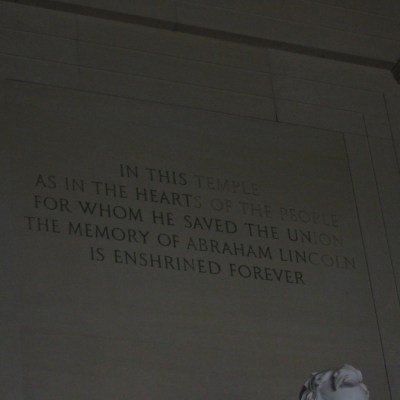 IN THIS TEMPLE
AS IN THE HEARTS OF THE PEOPLE
FOR WHOM HE SAVED THE UNION
THE MEMORY OF ABRAHAM LINCOLN
IS ENSHRINED FOREVER